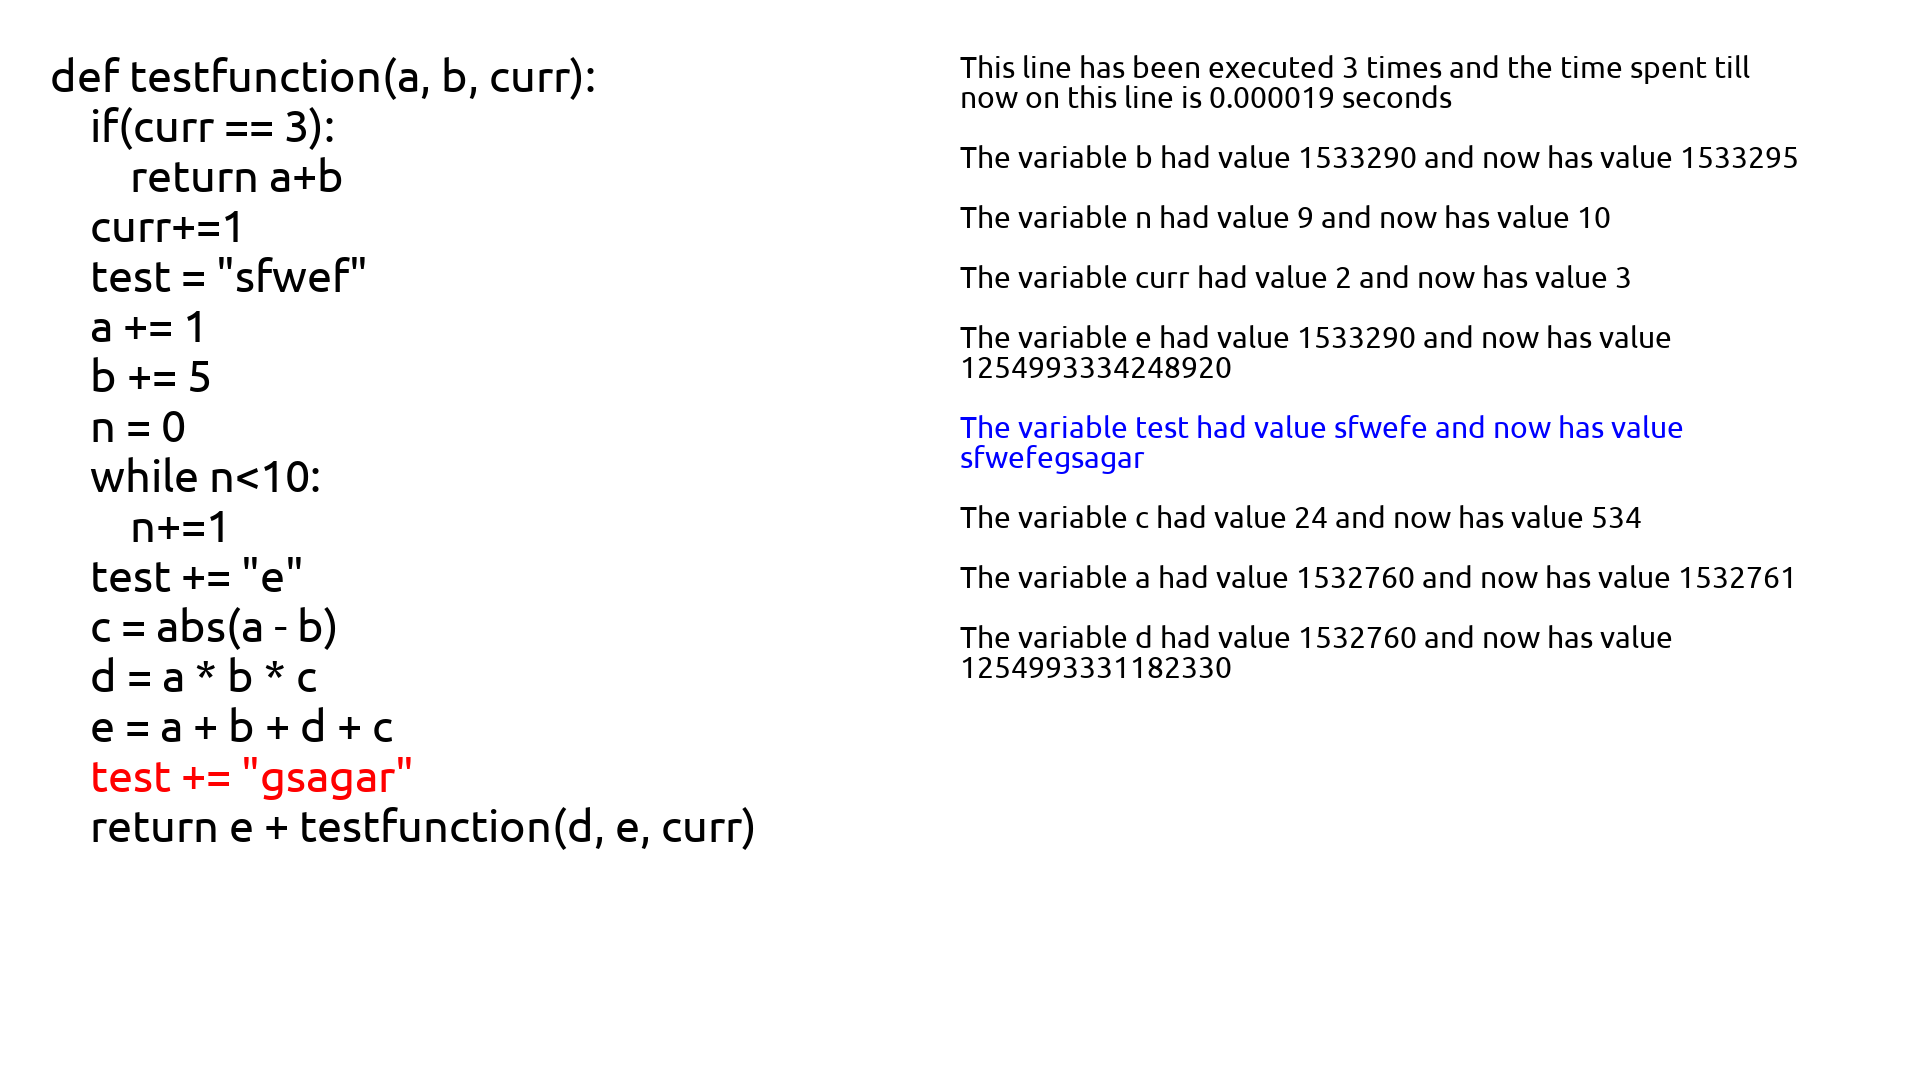 def testfunction(a, b, curr):
    if(curr == 3):
        return a+b
    curr+=1
    test = "sfwef"
    a += 1
    b += 5
    n = 0
    while n<10:
        n+=1
    test += "e"
    c = abs(a - b)
    d = a * b * c
    e = a + b + d + c
    test += "gsagar"
    return e + testfunction(d, e, curr)
This line has been executed 3 times and the time spent till
now on this line is 0.000019 seconds
The variable b had value 1533290 and now has value 1533295
The variable n had value 9 and now has value 10
The variable curr had value 2 and now has value 3
The variable e had value 1533290 and now has value
1254993334248920
The variable test had value sfwefe and now has value
sfwefegsagar
The variable c had value 24 and now has value 534
The variable a had value 1532760 and now has value 1532761
The variable d had value 1532760 and now has value
1254993331182330